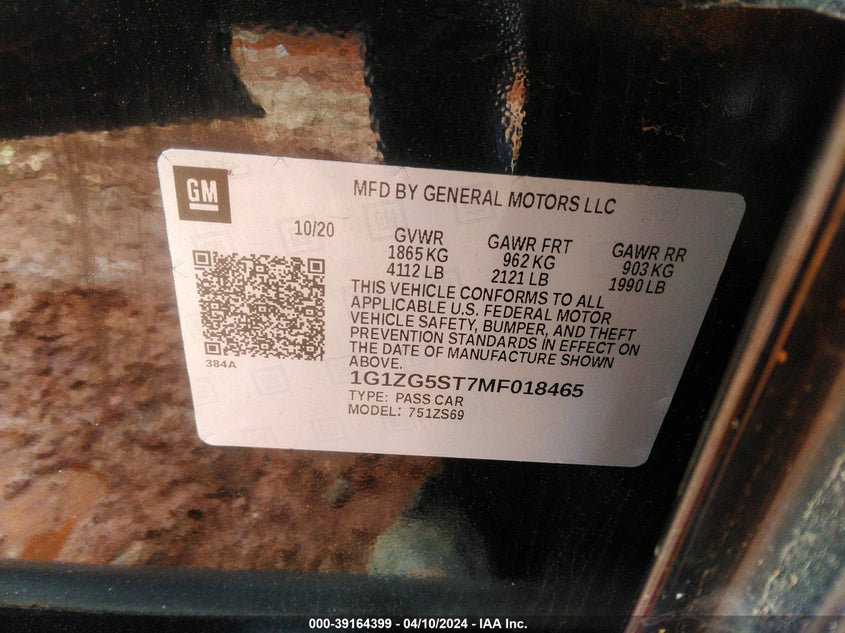 GM
MFD BY GENERAL MOTORS LLC
10/20
GVWR
1865 KG
4112 LB
GAWR FRT
962 KG
2121 LB
GAWR RR
903 KG
1990 LB
THIS VEHICLE CONFORMS TO ALL
APPLICABLE U.S. FEDERAL MOTOR
VEHICLE SAFETY, BUMPER, AND THEFT
PREVENTION STANDARDS IN EFFECT ON
THE DATE OF MANUFACTURE SHOWN
ABOVE.
384A
1G1ZG5ST7MF018465
TYPE: PASS CAR
MODEL: 751ZS69
000-39164399 - 04/10/2024 - IAA Inc.